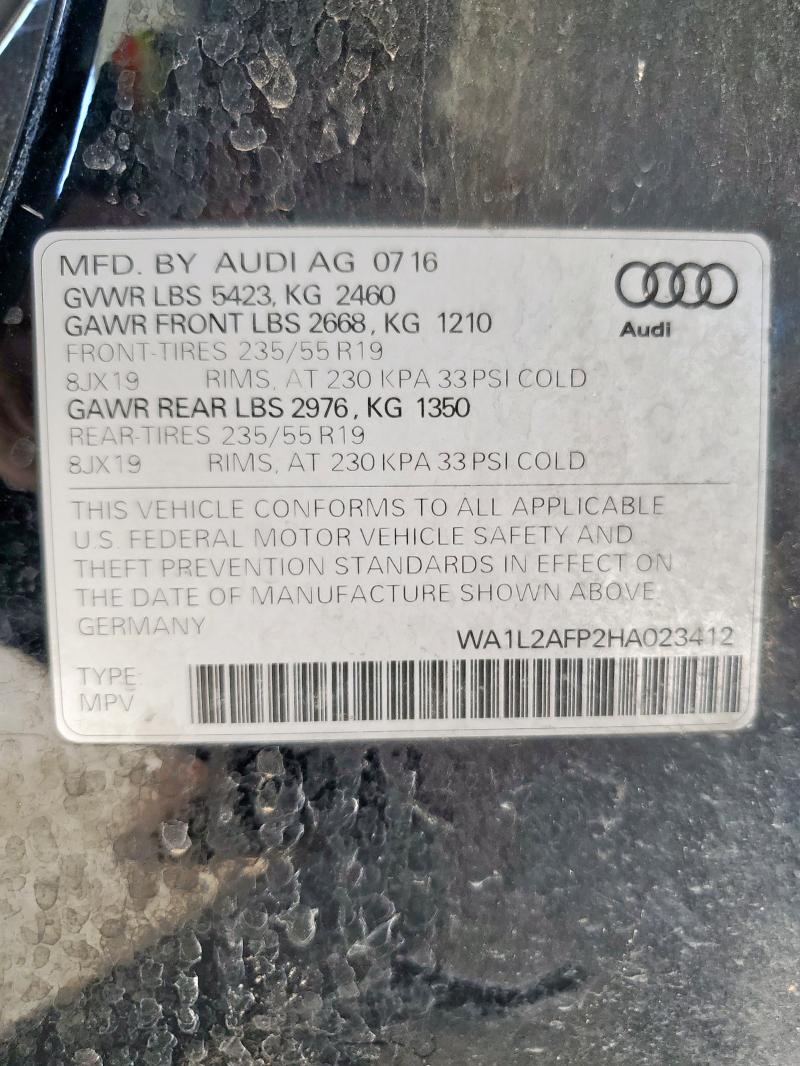 MFD. BY AUDI AG 07 16
GVWR LBS 5423, KG 2460
GAWR FRONT LBS 2668, KG 1210
FRONT-TIRES 235/55 R19
8JX19 RIMS, AT 230 KPA 33 PSI COLD
GAWR REAR LBS 2976, KG 1350
REAR-TIRES 235/55 R19
8JX19 RIMS, AT 230 KPA 33 PSI COLD
Audi
THIS VEHICLE CONFORMS TO ALL APPLICABLE
U.S. FEDERAL MOTOR VEHICLE SAFETY AND
THEFT PREVENTION STANDARDS IN EFFECT ON
THE DATE OF MANUFACTURE SHOWN ABOVE.
GERMANY
WA1L2AFP2HA023412
TYPE:
MPV